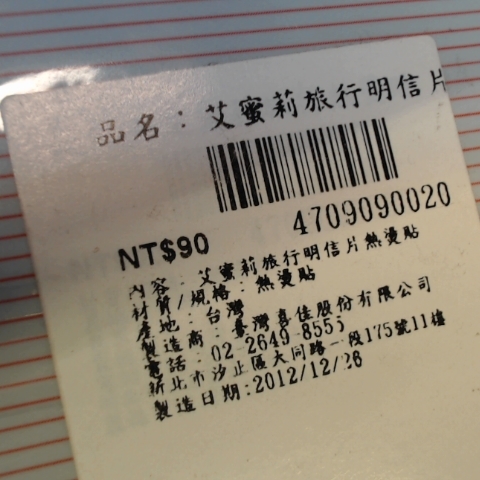 品名：艾蜜莉旅行明信片
4709090020
NT$90
內容：艾蜜莉旅行明信片熱燙貼
材質/規格：熱燙貼
產地：台灣
製造商：臺灣喜佳股份有限公司
電話：02-2649-8555
新北市汐止區大同路一段175號11樓
製造日期:2012/12/26